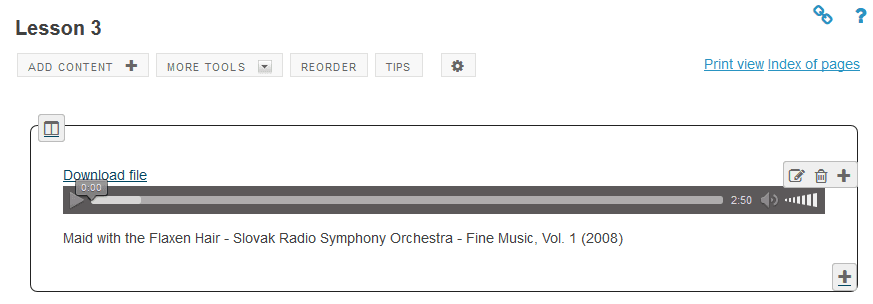 Lesson 3
ADD CONTENT MORE TOOLS REORDER TIPS Print view Index of pages
Download file
0:00
2:50
Maid with the Flaxen Hair - Slovak Radio Symphony Orchestra - Fine Music, Vol. 1 (2008)